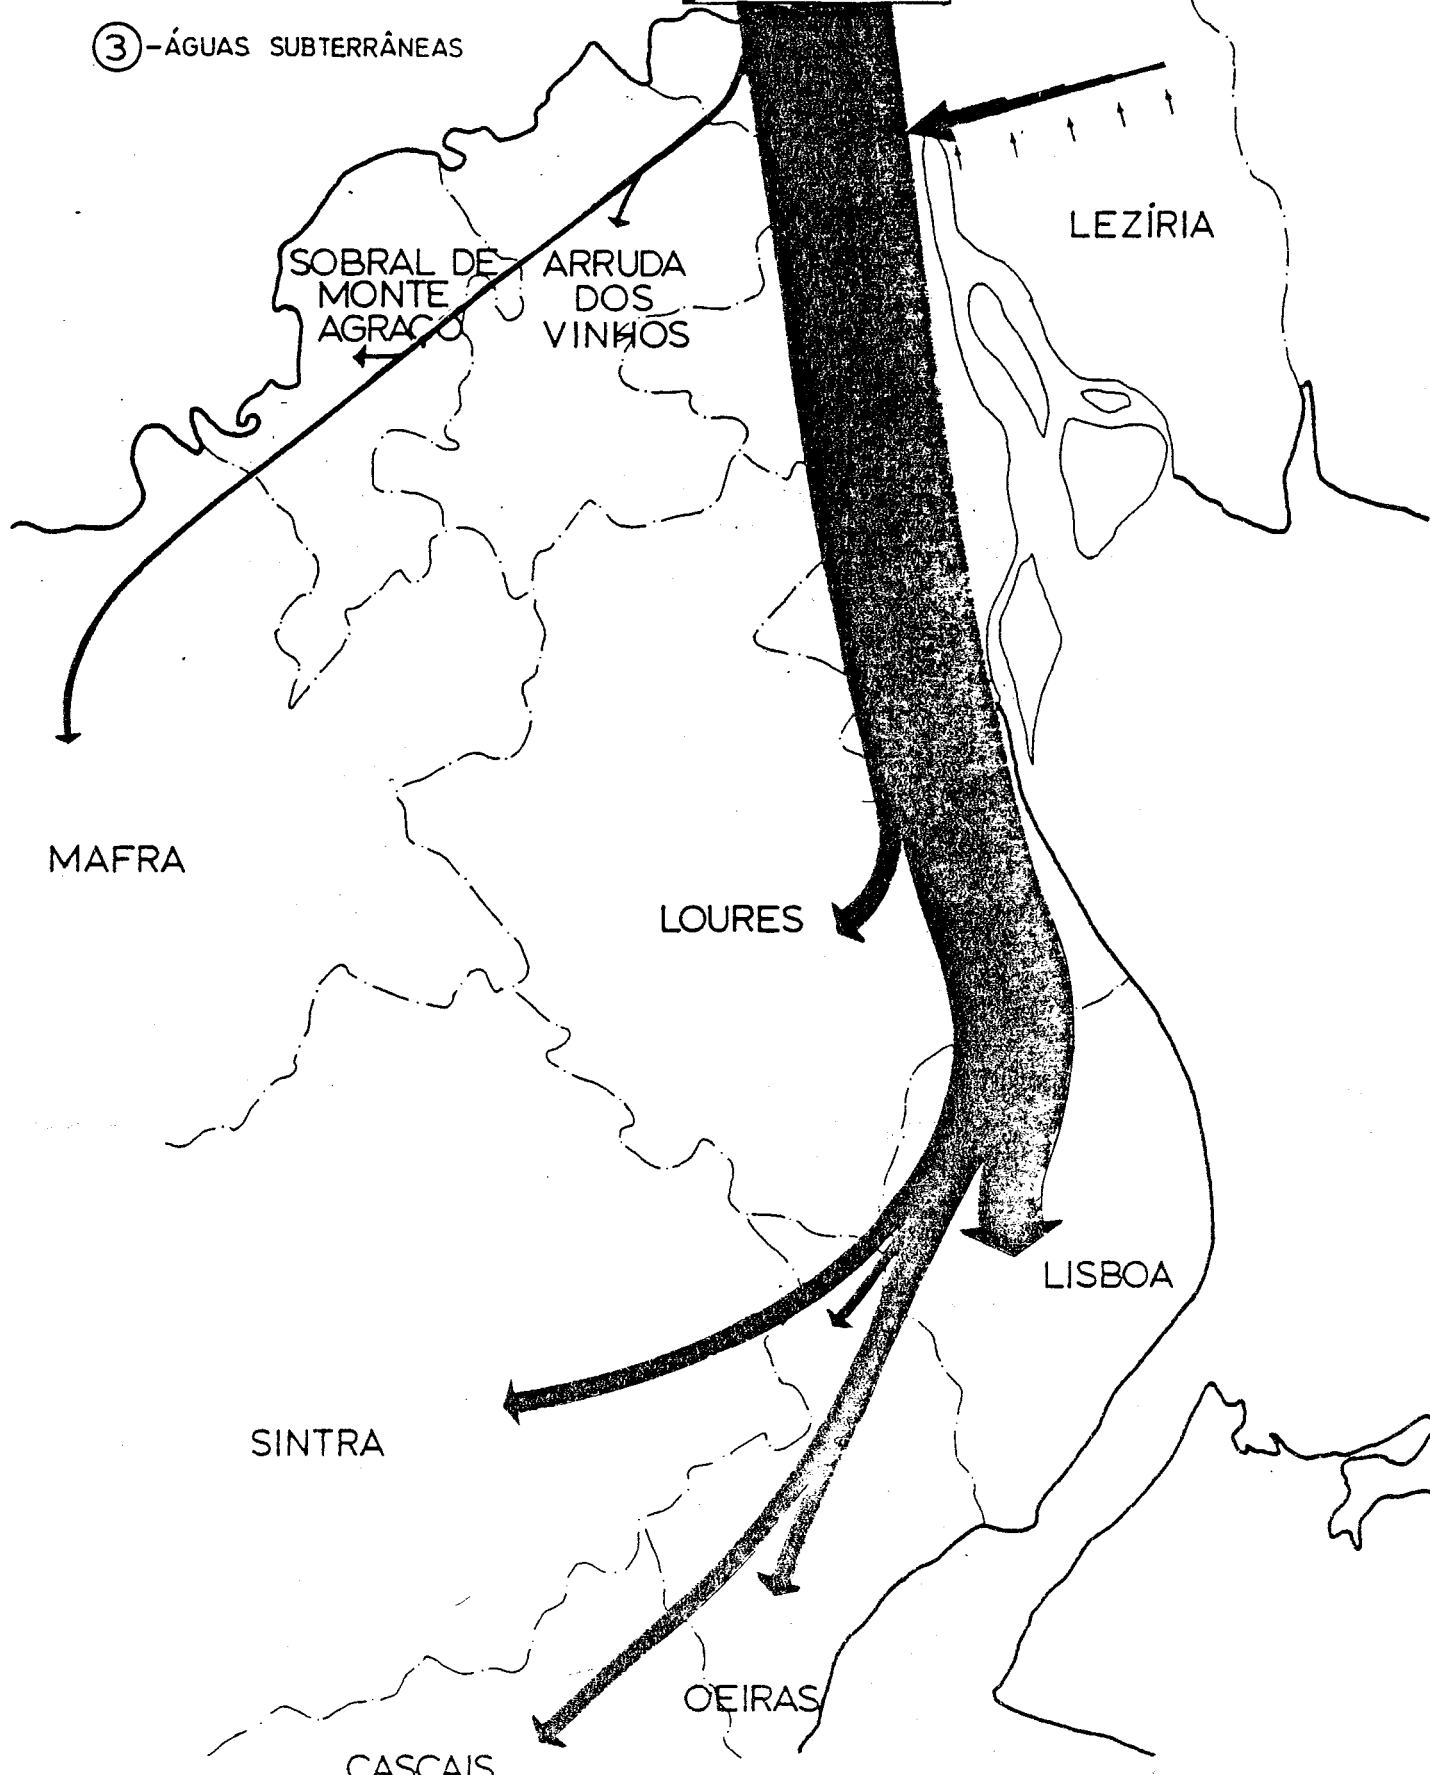 3 - ÁGUAS SUBTERRÂNEAS
LEZÍRIA
SOBRAL DE
MONTE
AGRAÇO
ARRUDA
DOS
VINHOS
MAFRA
LOURES
LISBOA
SINTRA
OEIRAS
CASCAIS